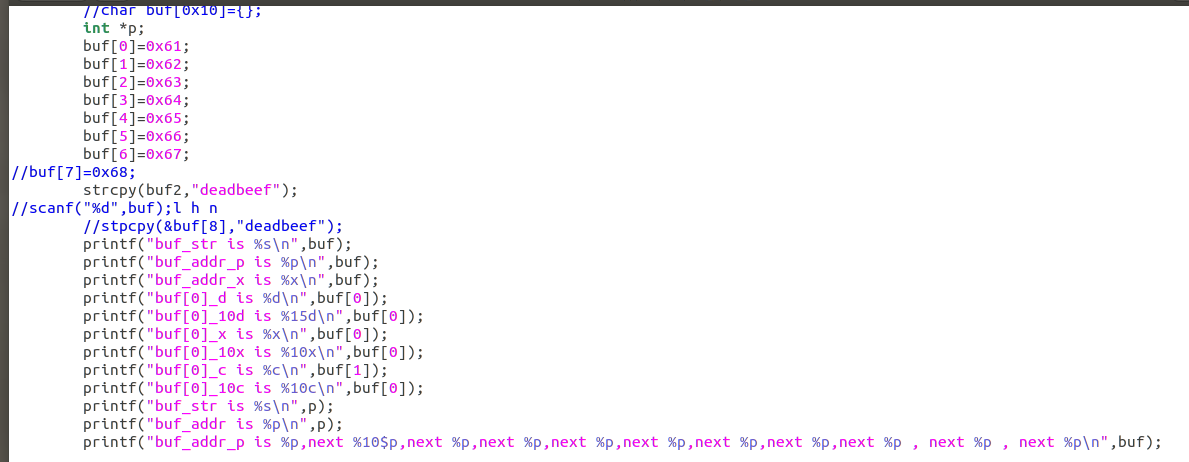 //char buf[0x10]={};
int *p;
buf[0]=0x61;
buf[1]=0x62;
buf[2]=0x63;
buf[3]=0x64;
buf[4]=0x65;
buf[5]=0x66;
buf[6]=0x67;
//buf[7]=0x68;
strcpy(buf2,"deadbeef");
//scanf("%d",buf);l h n
//stpcpy(&buf[8],"deadbeef");
printf("buf_str is %s\n",buf);
printf("buf_addr_p is %p\n",buf);
printf("buf_addr_x is %x\n",buf);
printf("buf[0]_d is %d\n",buf[0]);
printf("buf[0]_10d is %15d\n",buf[0]);
printf("buf[0]_x is %x\n",buf[0]);
printf("buf[0]_10x is %10x\n",buf[0]);
printf("buf[0]_c is %c\n",buf[1]);
printf("buf[0]_10c is %10c\n",buf[0]);
printf("buf_str is %s\n",p);
printf("buf_addr is %p\n",p);
printf("buf_addr_p is %p,next %10$p,next %p,next %p,next %p,next %p,next %p,next %p,next %p , next %p , next %p\n",buf);